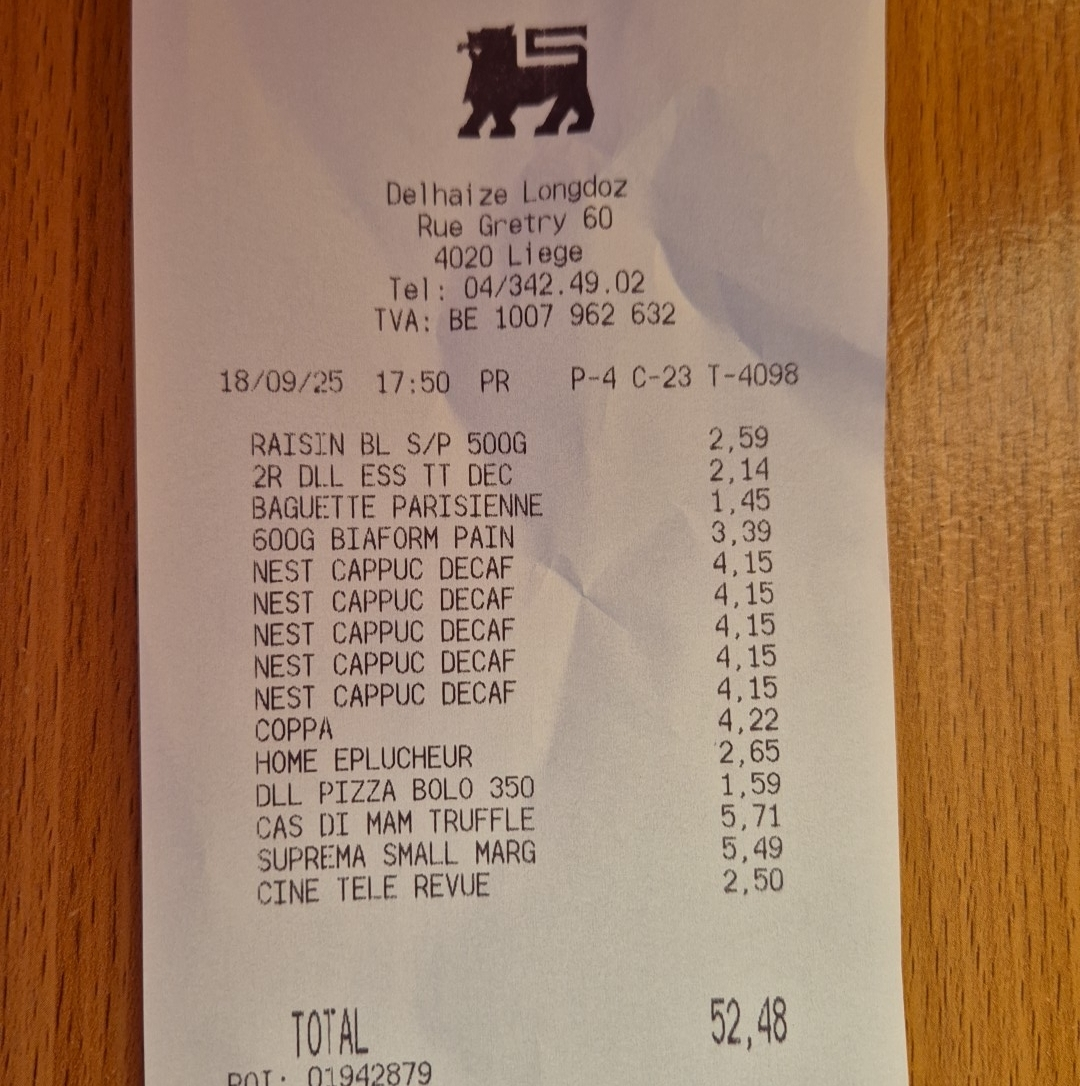 Delhaize Longdoz
Rue Gretry 60
4020 Liege
Tel: 04/342.49.02
TVA: BE 1007 962 632
18/09/25 17:50 PR P-4 C-23 T-4098
RAISIN BL S/P 500G 2,59
2R DLL ESS TT DEC 2,14
BAGUETTE PARISIENNE 1,45
600G BIAFORM PAIN 3,39
NEST CAPPUC DECAF 4,15
NEST CAPPUC DECAF 4,15
NEST CAPPUC DECAF 4,15
NEST CAPPUC DECAF 4,15
NEST CAPPUC DECAF 4,15
COPPA 4,22
HOME EPLUCHEUR 2,65
DLL PIZZA BOLO 350 1,59
CAS DI MAM TRUFFLE 5,71
SUPREMA SMALL MARG 5,49
CINE TELE REVUE 2,50
TOTAL 52,48
POI: 01942879